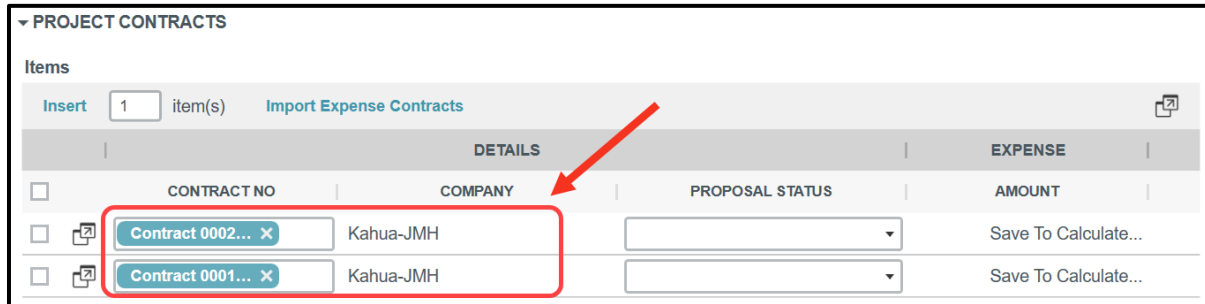 PROJECT CONTRACTS
Items
Insert 1 item(s) Import Expense Contracts
DETAILS EXPENSE
CONTRACT NO COMPANY PROPOSAL STATUS AMOUNT
Contract 0002... × Kahua-JMH Save To Calculate...
Contract 0001... × Kahua-JMH Save To Calculate...